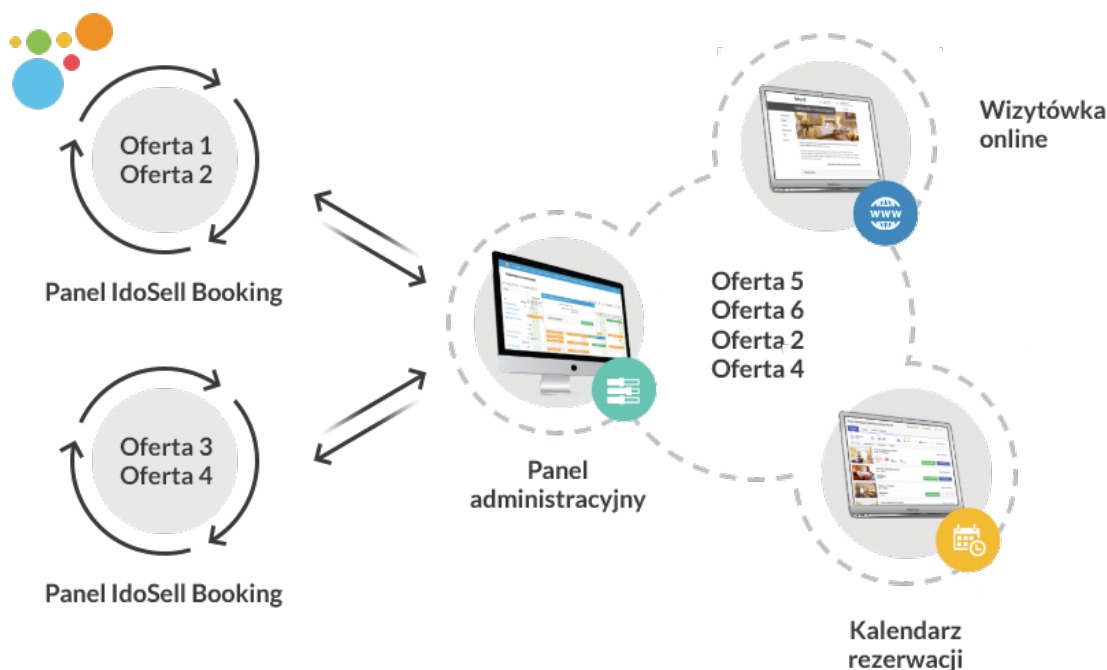 Oferta 1
Oferta 2
Panel IdoSell Booking
Oferta 3
Oferta 4
Panel IdoSell Booking
Panel
administracyjny
Oferta 5
Oferta 6
Oferta 2
Oferta 4
Wizytówka
online
www
Kalendarz
rezerwacji